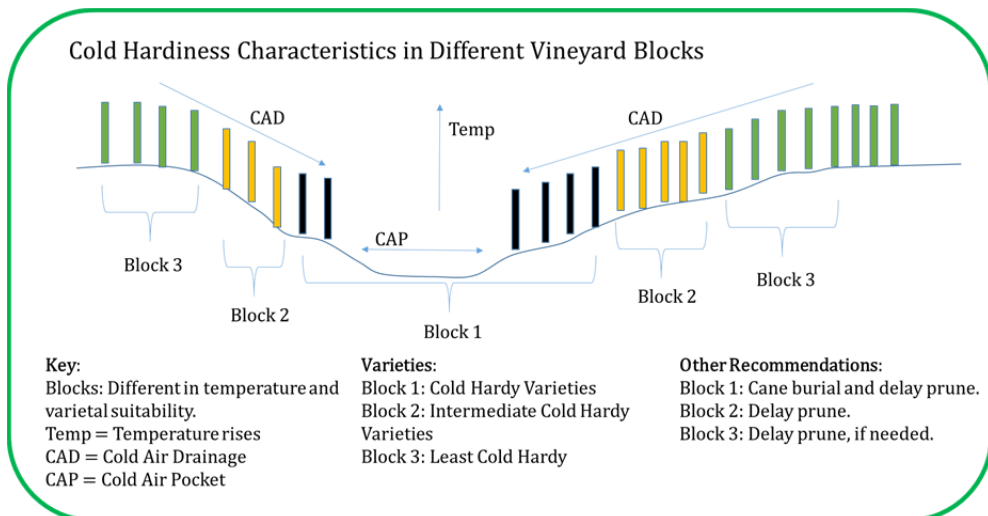 Cold Hardiness Characteristics in Different Vineyard Blocks
CAD
Temp
CAD
CAP
Block 3
Block 2
Block 1
Block 2
Block 3
Key:
Blocks: Different in temperature and
varietal suitability.
Temp = Temperature rises
CAD = Cold Air Drainage
CAP = Cold Air Pocket
Varieties:
Block 1: Cold Hardy Varieties
Block 2: Intermediate Cold Hardy
Varieties
Block 3: Least Cold Hardy
Other Recommendations:
Block 1: Cane burial and delay prune.
Block 2: Delay prune.
Block 3: Delay prune, if needed.